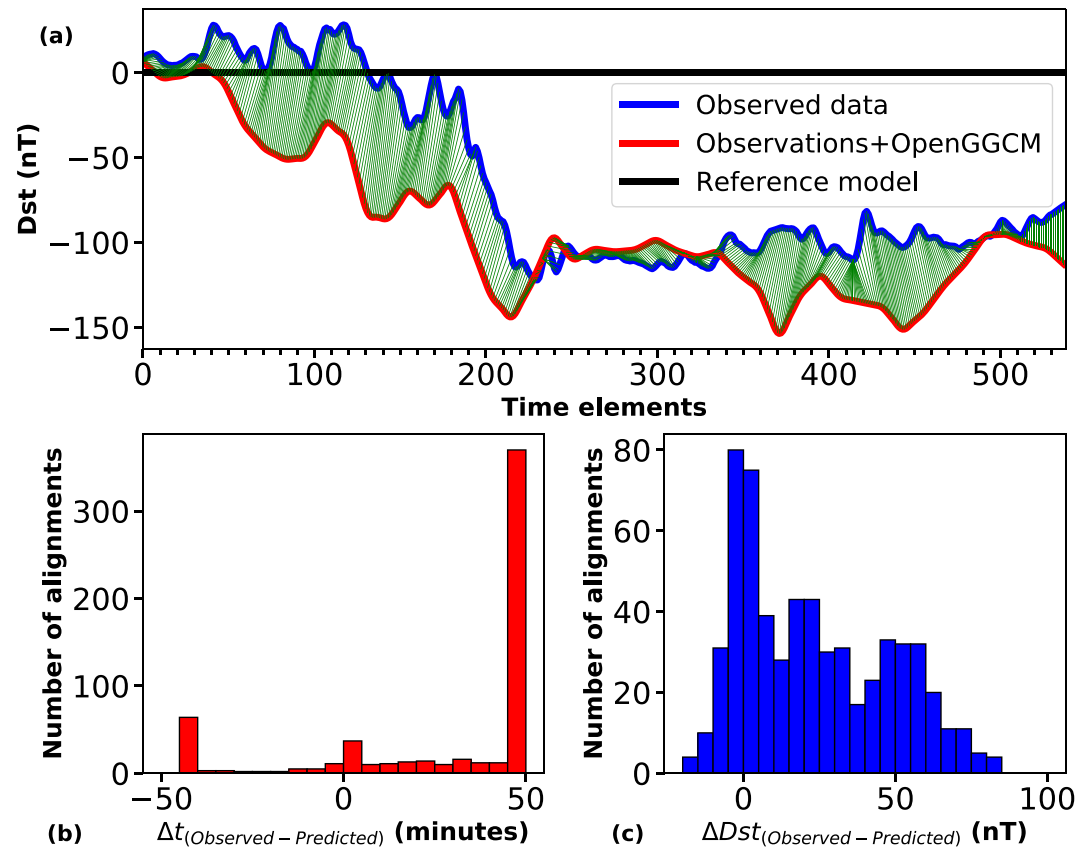 (a)
Dst (nT)
0
−50
−100
−150
Observed data
Observations+OpenGGCM
Reference model
0 100 200 300 400 500
Time elements
Number of alignments
300
200
100
0
−50 0 50
(b) Δt(Observed−Predicted) (minutes)
Number of alignments
80
60
40
20
0
0 50 100
(c) ΔDst(Observed−Predicted) (nT)